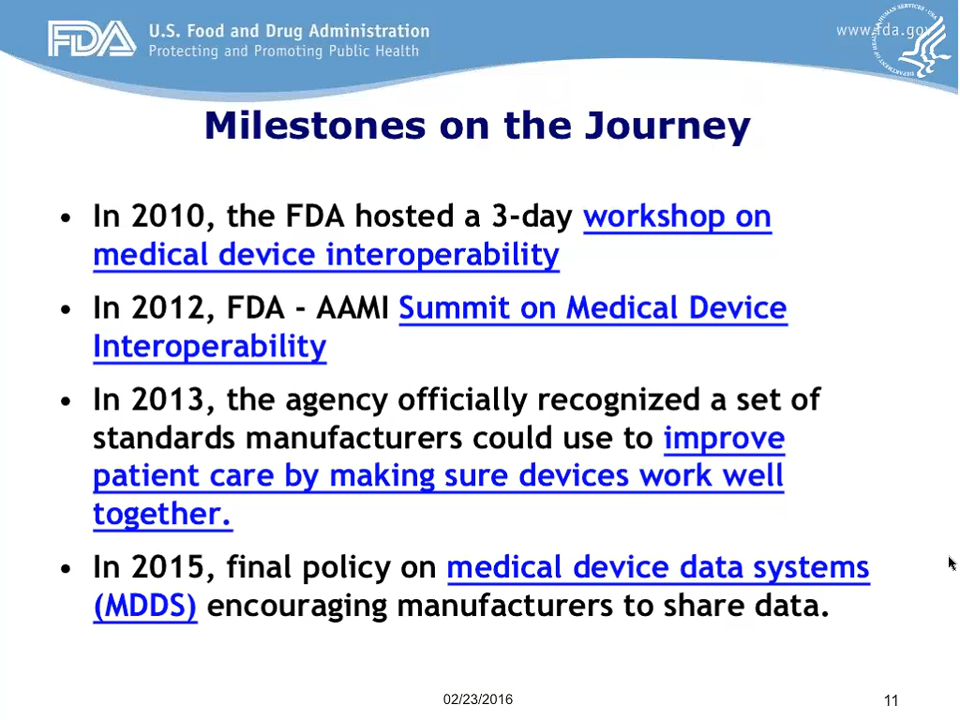 FDA
U.S. Food and Drug Administration
Protecting and Promoting Public Health
www.fda.gov
Milestones on the Journey
• In 2010, the FDA hosted a 3-day workshop on
medical device interoperability
• In 2012, FDA - AAMI Summit on Medical Device
Interoperability
• In 2013, the agency officially recognized a set of
standards manufacturers could use to improve
patient care by making sure devices work well
together.
• In 2015, final policy on medical device data systems
(MDDS) encouraging manufacturers to share data.
02/23/2016
11